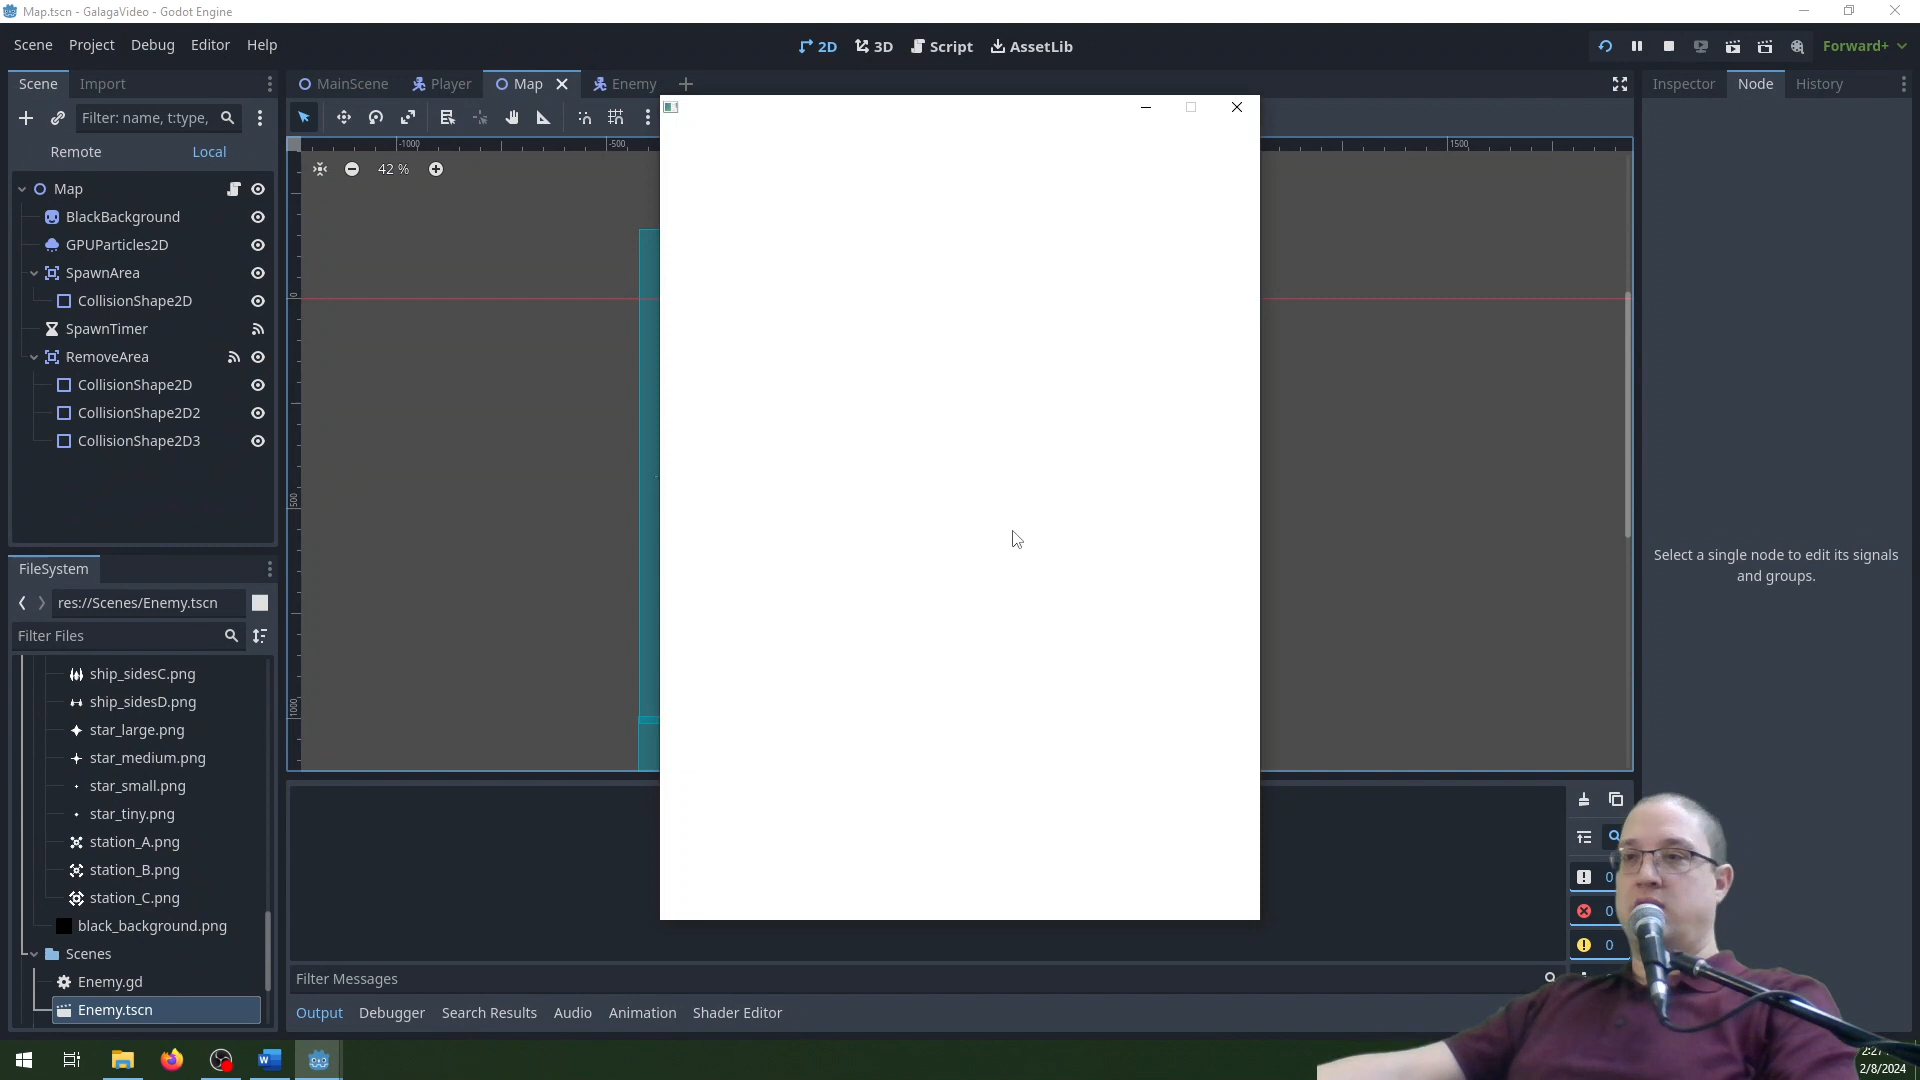 Map.tscn - GalagaVideo - Godot Engine
Scene Project Debug Editor Help
2D 3D Script AssetLib
Forward+
Scene Import
MainScene Player Map Enemy
Inspector Node History
Filter: name, t:type,
Remote Local
-1000 -500 1500
42 %
Map
BlackBackground
GPUParticles2D
SpawnArea
CollisionShape2D
SpawnTimer
RemoveArea
CollisionShape2D
CollisionShape2D2
CollisionShape2D3
0
500
1000
Select a single node to edit its signals
and groups.
FileSystem
res://Scenes/Enemy.tscn
Filter Files
ship_sidesC.png
ship_sidesD.png
star_large.png
star_medium.png
star_small.png
star_tiny.png
station_A.png
station_B.png
station_C.png
black_background.png
Scenes
Enemy.gd
Enemy.tscn
0
0
0
Filter Messages
Output Debugger Search Results Audio Animation Shader Editor
2/8/2024